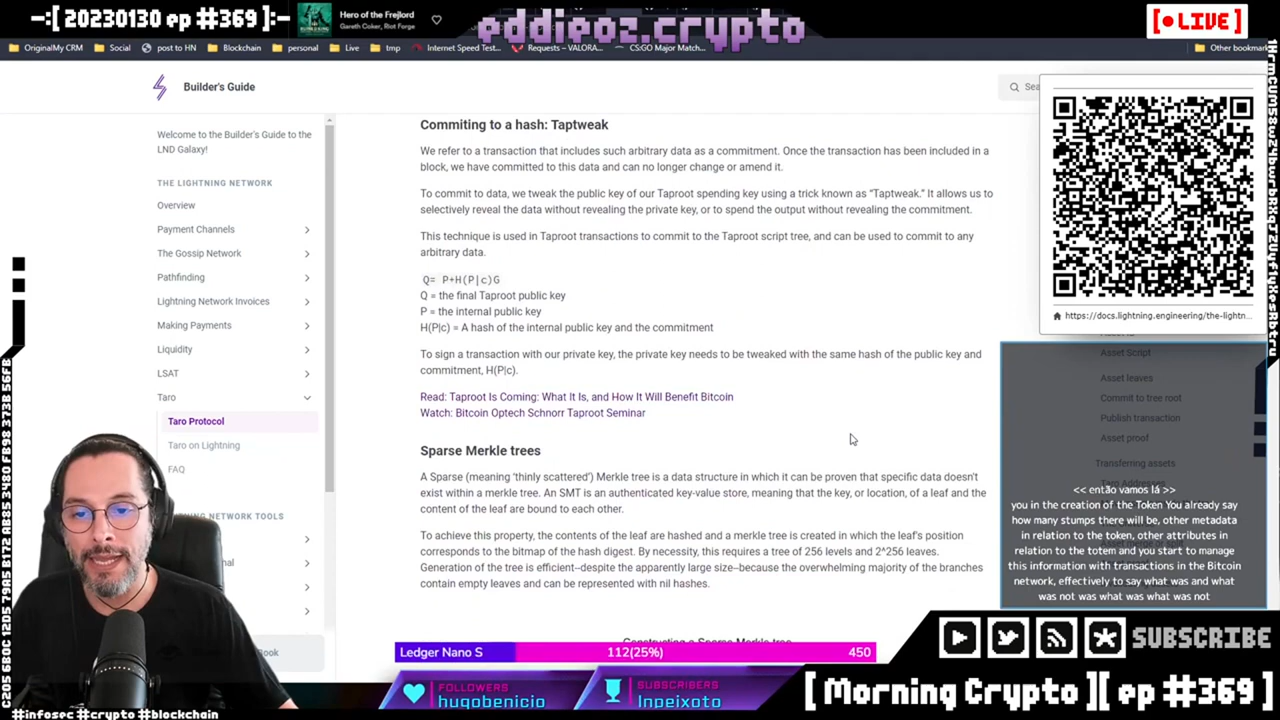 -:[ 20230130 ep #369 ]:-
Hero of the Frejlord
Gareth Coker, Riot Forge
eddieoz.crypto
[ ● LIVE ]
OriginalMy CRM
Social
post to HN
Blockchain
personal
Live
tmp
Internet Speed Test...
Requests – VALORA...
CS:GO Major Match...
Other bookmar
Builder's Guide
Sea
Welcome to the Builder's Guide to the
LND Galaxy!
THE LIGHTNING NETWORK
Overview
Payment Channels
The Gossip Network
Pathfinding
Lightning Network Invoices
Making Payments
Liquidity
LSAT
Taro
Taro Protocol
Taro on Lightning
FAQ
NING NETWORK TOOLS
Commiting to a hash: Taptweak
We refer to a transaction that includes such arbitrary data as a commitment. Once the transaction has been included in a
block, we have committed to this data and can no longer change or amend it.
To commit to data, we tweak the public key of our Taproot spending key using a trick known as “Taptweak.” It allows us to
selectively reveal the data without revealing the private key, or to spend the output without revealing the commitment.
This technique is used in Taproot transactions to commit to the Taproot script tree, and can be used to commit to any
arbitrary data.
Q= P+H(P|c)G
Q = the final Taproot public key
P = the internal public key
H(P|c) = A hash of the internal public key and the commitment
To sign a transaction with our private key, the private key needs to be tweaked with the same hash of the public key and
commitment, H(P|c).
Read: Taproot Is Coming: What It Is, and How It Will Benefit Bitcoin
Watch: Bitcoin Optech Schnorr Taproot Seminar
Sparse Merkle trees
A Sparse (meaning ‘thinly scattered’) Merkle tree is a data structure in which it can be proven that specific data doesn't
exist within a merkle tree. An SMT is an authenticated key-value store, meaning that the key, or location, of a leaf and the
content of the leaf are bound to each other.
To achieve this property, the contents of the leaf are hashed and a merkle tree is created in which the leaf's position
corresponds to the bitmap of the hash digest. By necessity, this requires a tree of 256 levels and 2^256 leaves.
Generation of the tree is efficient--despite the apparently large size--because the overwhelming majority of the branches
contain empty leaves and can be represented with nil hashes.
Constructing a Sparse Merkle tree
https://docs.lightning.engineering/the-lightn...
Asset Script
Asset leaves
Commit to tree root
Publish transaction
Asset proof
Transferring assets
Taro Addresses
<< então vamos lá >>
you in the creation of the Token You already say
how many stumps there will be, other metadata
in relation to the token, other attributes in
relation to the totem and you start to manage
this information with transactions in the Bitcoin
network, effectively to say what was and what
was not was what was what was not
Ledger Nano S
112(25%)
450
FOLLOWERS
hugobenicio
SUBSCRIBERS
lnpeixoto
SUBSCRIBE
[ Morning Crypto ][ ep #369 ]
#infosec #crypto #blockchain